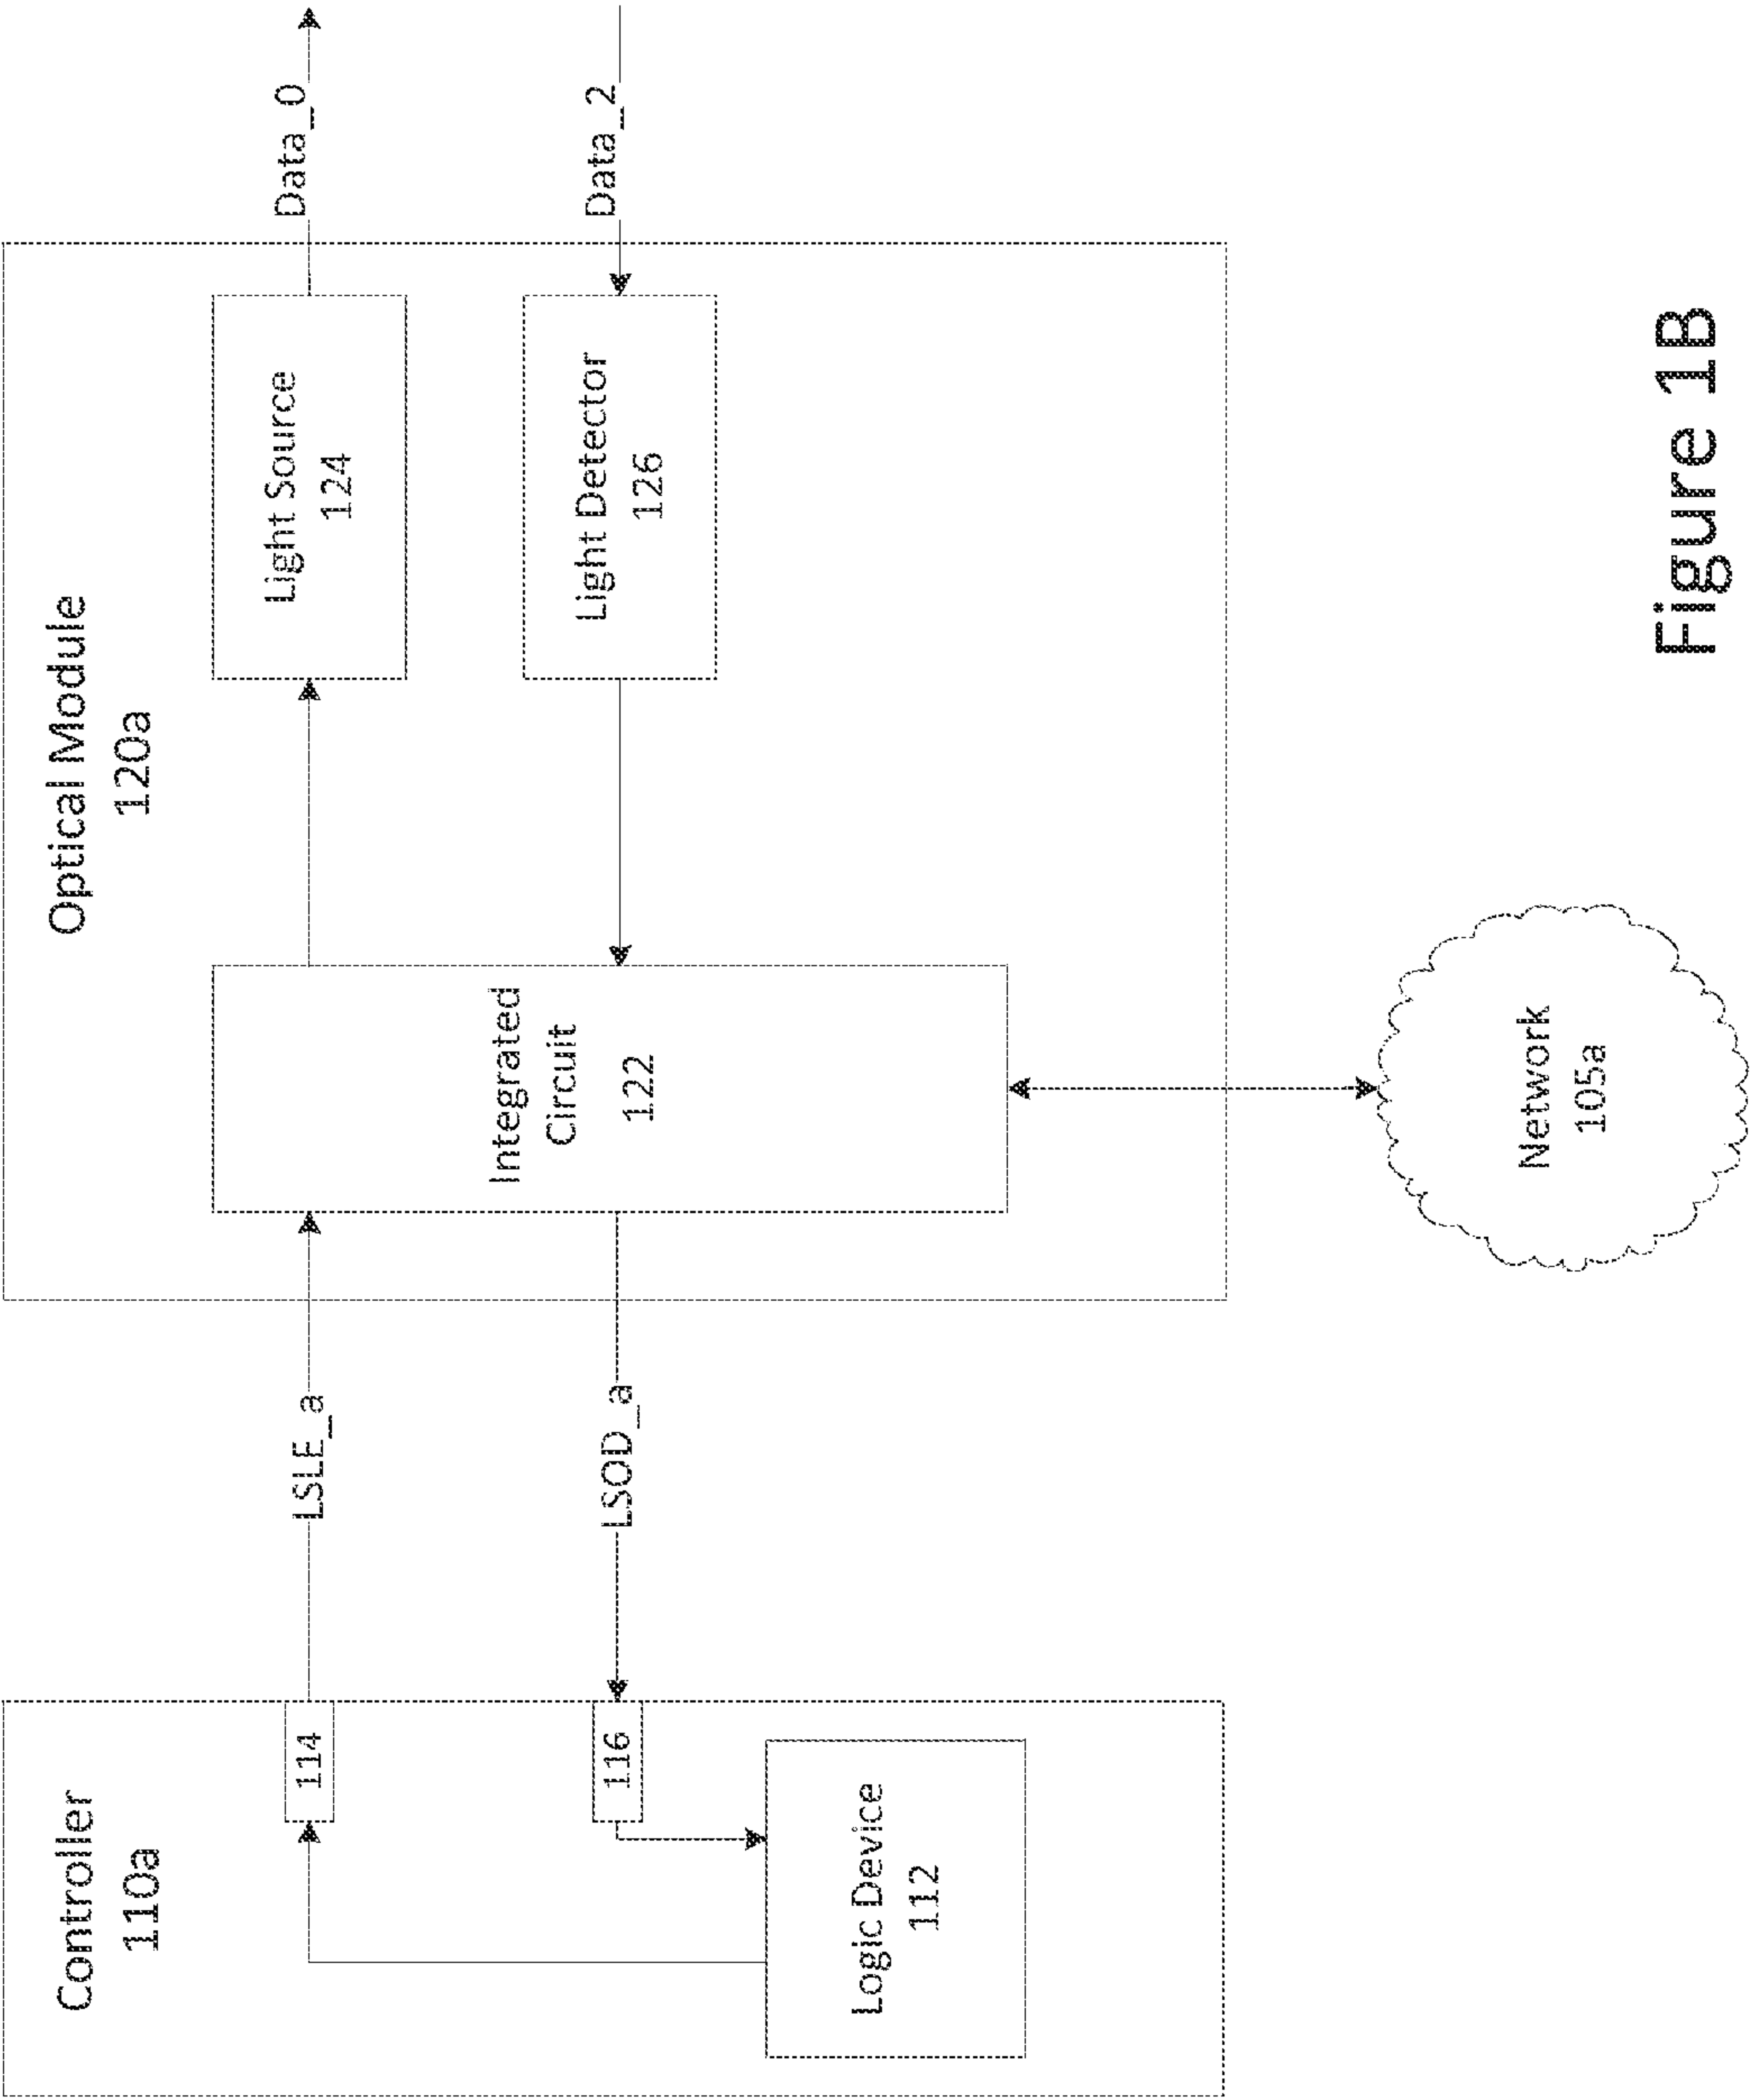 Controller
110a
114
116
Logic Device
112
LSLE_a
LSOD_a
Optical Module
120a
Integrated
Circuit
122
Light Source
124
Light Detector
126
Data_0
Data_2
Network
105a
Figure 1B